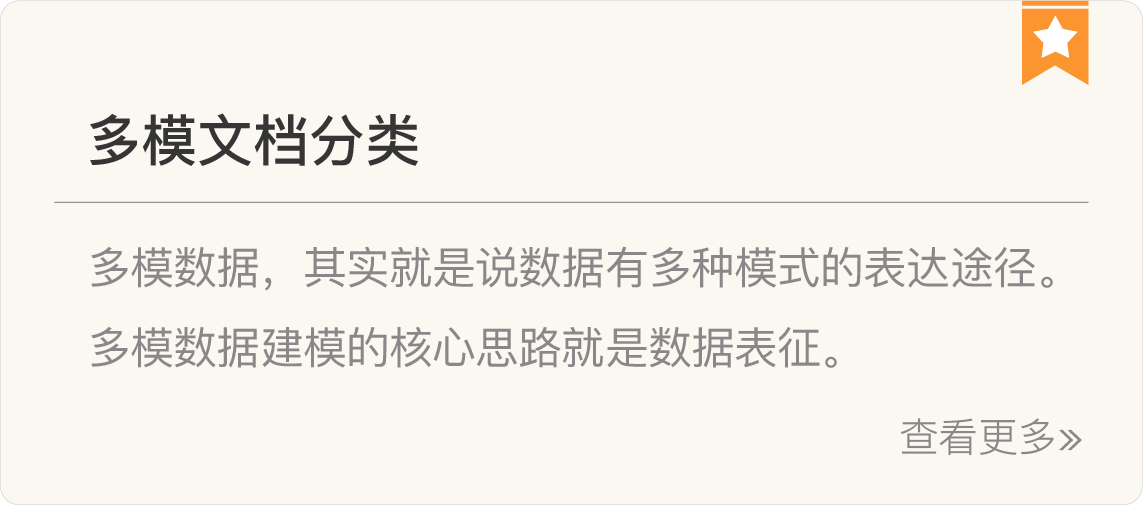 多模文档分类
多模数据，其实就是说数据有多种模式的表达途径。
多模数据建模的核心思路就是数据表征。
查看更多»